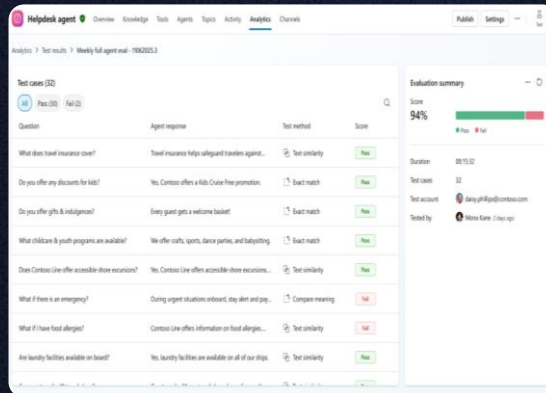 Helpdesk agent Overview Knowledge Tools Agents Topics Activity Analytics Channels Publish Settings ...
Analytics > Test results > Weekly full agent eval -
Test cases (32)
All Pass (30) Fail (2)
Question Agent response Test method Score
What does travel insurance cover? Travel insurance helps safeguard travelers against... Text similarity Pass
Do you offer any discounts for kids? Yes, Contoso offers a Kids Cruise Free promotion. Exact match Pass
Do you offer gifts & indulgences? Every guest gets a welcome basket! Exact match Pass
What childcare & youth programs are available? We offer crafts, sports, dance parties, and babysitting. Exact match Pass
Does Contoso Line offer accessible shore excursions? Yes, Contoso Line offers accessible shore excursions... Text similarity Pass
What if there is an emergency? During urgent situations onboard, stay alert and pay... Compare meaning Fail
What if I have food allergies? Contoso Line offers information on food allergies... Text similarity Fail
Are laundry facilities available on board? Yes, laundry facilities are available on all of our ships. Text similarity Pass
Evaluation summary ...
Score
94%
Pass Fail
Duration 00:15:32
Test cases 32
Test account daisy.phillips@contoso.com
Tested by Mona Kane 2 days ago